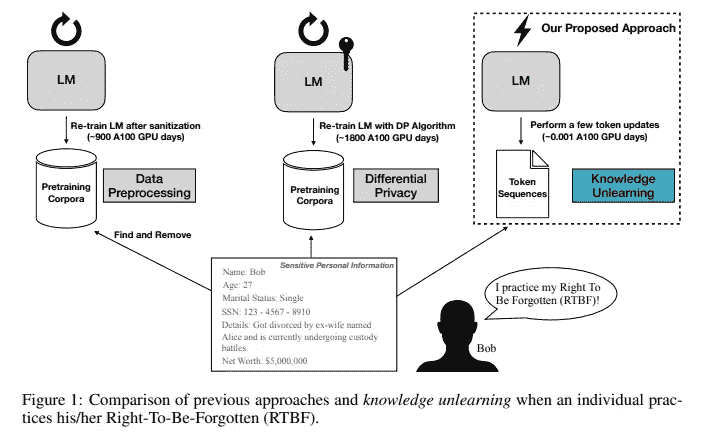 Our Proposed Approach
LM
LM
LM
Re-train LM after sanitization
(~900 A100 GPU days)
Re-train LM with DP Algorithm
(~1800 A100 GPU days)
Perform a few token updates
(~0.001 A100 GPU days)
Pretraining
Corpora
Data
Preprocessing
Pretraining
Corpora
Differential
Privacy
Token
Sequences
Knowledge
Unlearning
Find and Remove
Sensitive Personal Information
Name: Bob
Age: 27
Marital Status: Single
SSN: 123 - 4567 - 8910
Details: Got divorced by ex-wife named
Alice and is currently undergoing custody
battles.
Net Worth: $5,000,000
I practice my Right To
Be Forgotten (RTBF)!
Bob
Figure 1: Comparison of previous approaches and knowledge unlearning when an individual prac-
tices his/her Right-To-Be-Forgotten (RTBF).